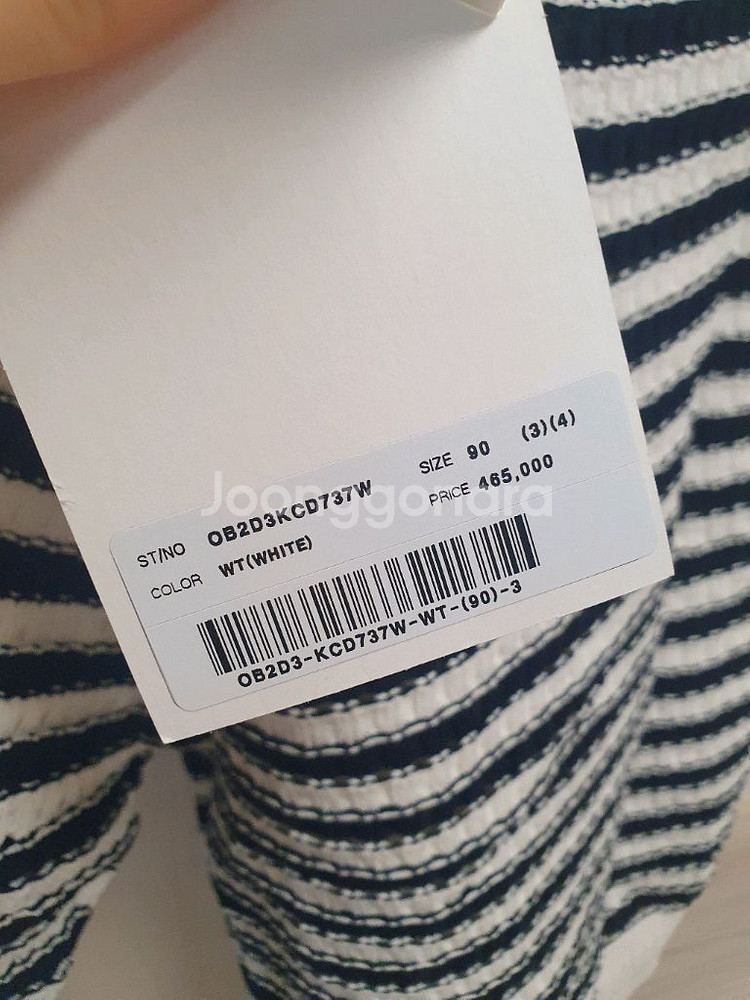 ST/NO OB2D3KCD737W SIZE 90 (3)(4)
COLOR WT(WHITE) PRICE 465,000
OB2D3-KCD737W-WT-(90)-3
Joonggonara